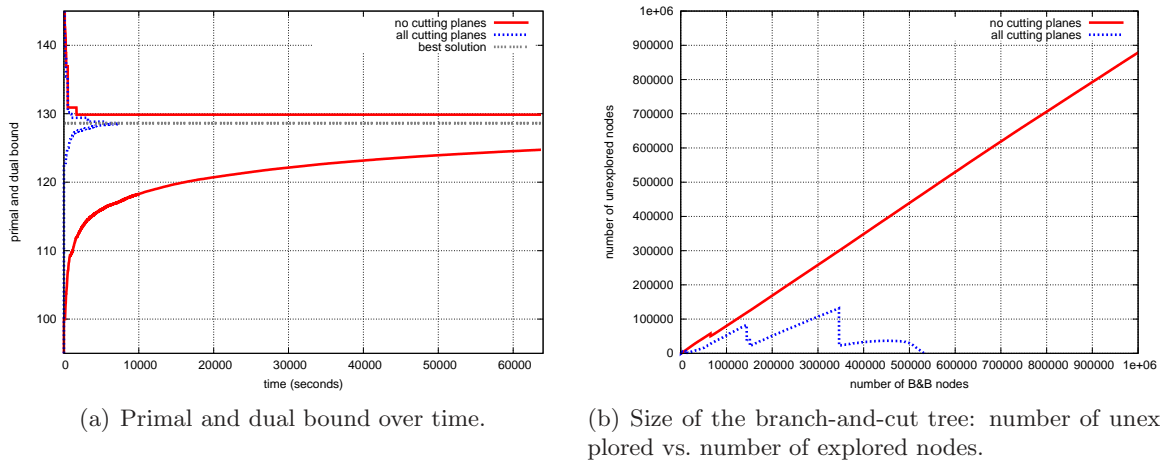 no cutting planes
all cutting planes
best solution
140
130
120
110
100
0 10000 20000 30000 40000 50000 60000
primal and dual bound
time (seconds)
(a) Primal and dual bound over time.
no cutting planes
all cutting planes
1e+06
900000
800000
700000
600000
500000
400000
300000
200000
100000
0
0 100000 200000 300000 400000 500000 600000 700000 800000 900000 1e+06
number of unexplored nodes
number of B&B nodes
(b) Size of the branch-and-cut tree: number of unex
plored vs. number of explored nodes.